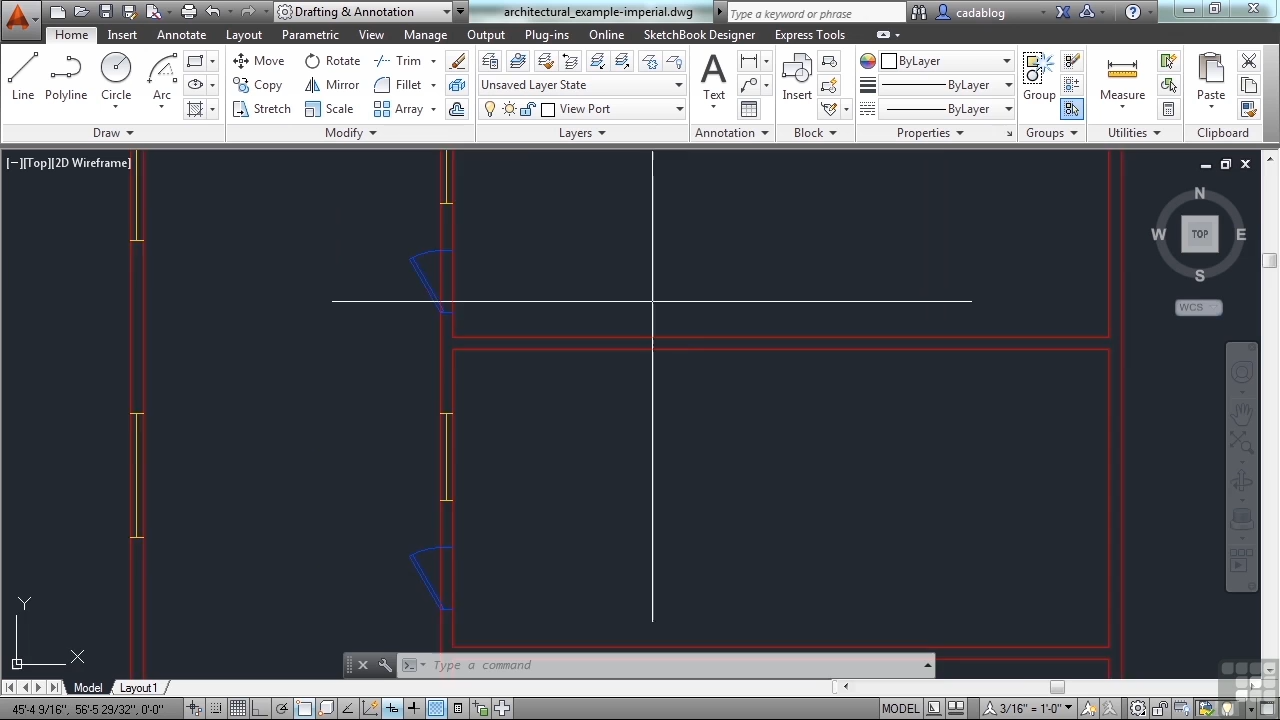 Drafting & Annotation
architectural_example-imperial.dwg
Type a keyword or phrase
cadablog
Home Insert Annotate Layout Parametric View Manage Output Plug-ins Online SketchBook Designer Express Tools
Line
Polyline
Circle
Arc
Draw
Move
Rotate
Trim
Copy
Mirror
Fillet
Stretch
Scale
Array
Modify
Unsaved Layer State
View Port
Layers
Text
Annotation
Insert
Block
ByLayer
ByLayer
ByLayer
Properties
Group
Groups
Measure
Utilities
Paste
Clipboard
[−][Top][2D Wireframe]
N
W
TOP
E
S
WCS
Y
X
Type a command
Model
Layout1
45'-4 9/16", 56'-5 29/32", 0'-0"
MODEL
3/16" = 1'-0"